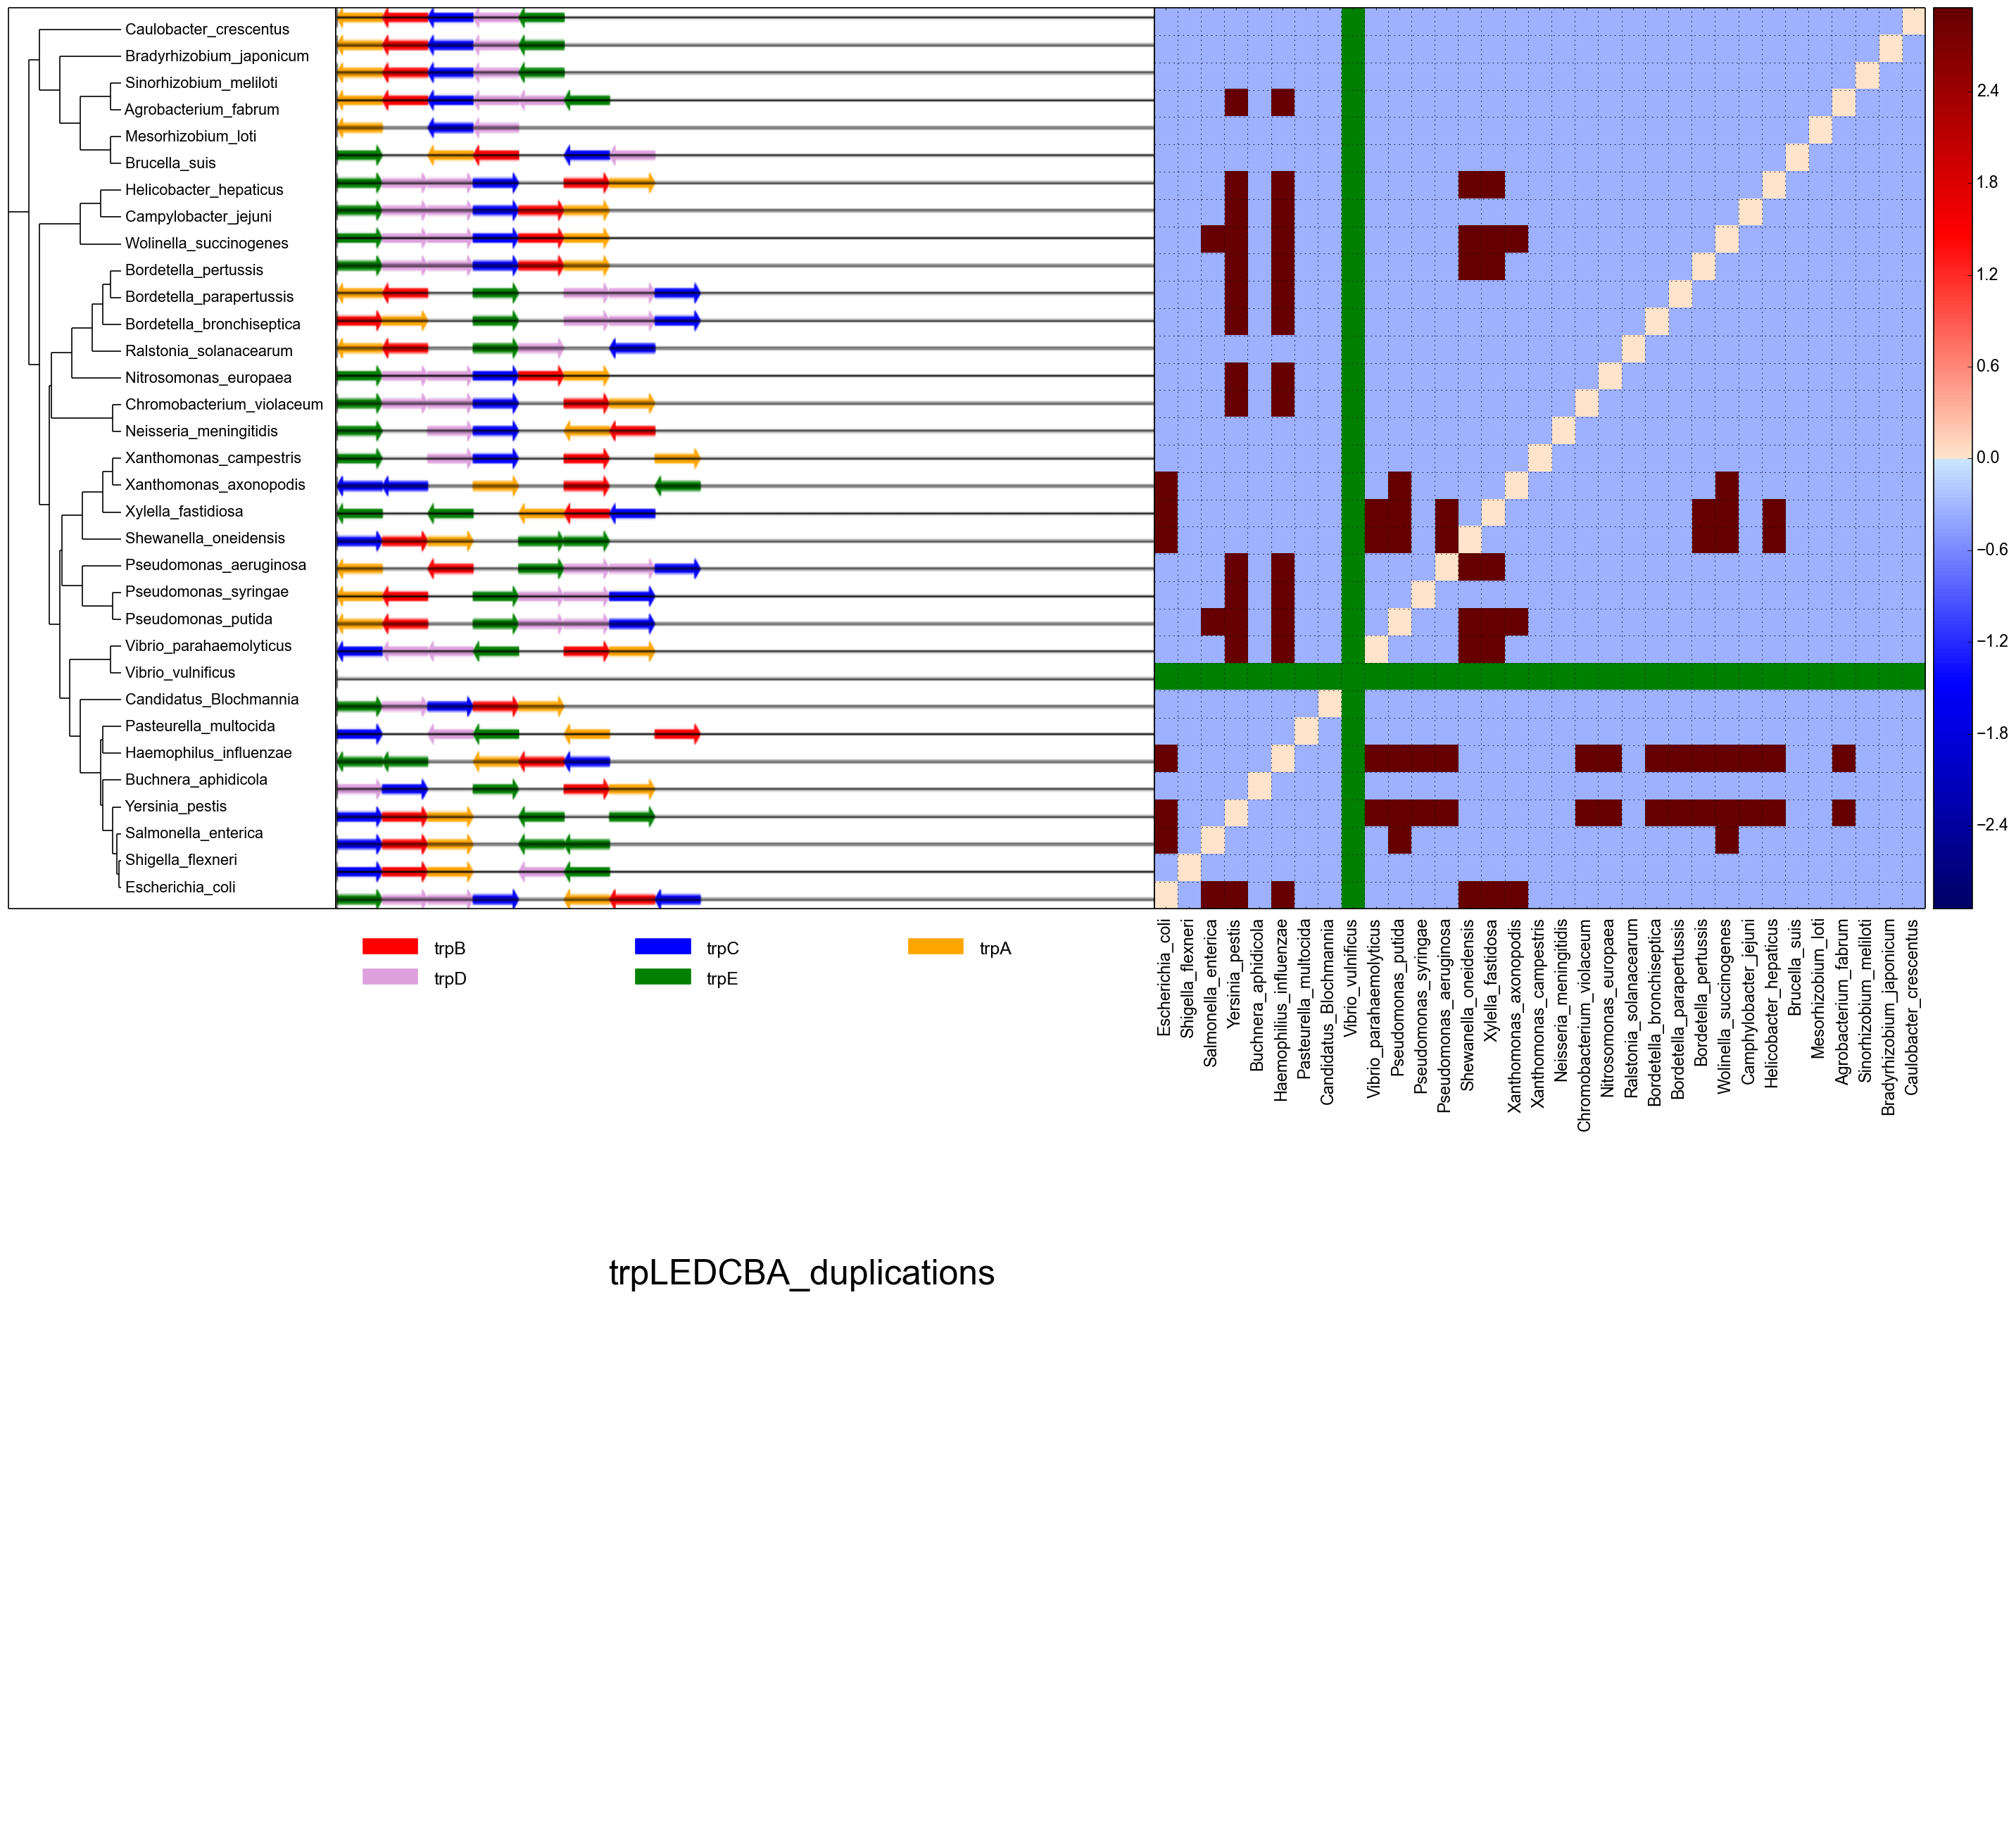 Caulobacter_crescentus
Bradyrhizobium_japonicum
Sinorhizobium_meliloti
Agrobacterium_fabrum
Mesorhizobium_loti
Brucella_suis
Helicobacter_hepaticus
Campylobacter_jejuni
Wolinella_succinogenes
Bordetella_pertussis
Bordetella_parapertussis
Bordetella_bronchiseptica
Ralstonia_solanacearum
Nitrosomonas_europaea
Chromobacterium_violaceum
Neisseria_meningitidis
Xanthomonas_campestris
Xanthomonas_axonopodis
Xylella_fastidiosa
Shewanella_oneidensis
Pseudomonas_aeruginosa
Pseudomonas_syringae
Pseudomonas_putida
Vibrio_parahaemolyticus
Vibrio_vulnificus
Candidatus_Blochmannia
Pasteurella_multocida
Haemophilus_influenzae
Buchnera_aphidicola
Yersinia_pestis
Salmonella_enterica
Shigella_flexneri
Escherichia_coli
2.4
1.8
1.2
0.6
0.0
−0.6
−1.2
−1.8
−2.4
Escherichia_coli
Shigella_flexneri
Salmonella_enterica
Yersinia_pestis
Buchnera_aphidicola
Haemophilus_influenzae
Pasteurella_multocida
Candidatus_Blochmannia
Vibrio_vulnificus
Vibrio_parahaemolyticus
Pseudomonas_putida
Pseudomonas_syringae
Pseudomonas_aeruginosa
Shewanella_oneidensis
Xylella_fastidiosa
Xanthomonas_axonopodis
Xanthomonas_campestris
Neisseria_meningitidis
Chromobacterium_violaceum
Nitrosomonas_europaea
Ralstonia_solanacearum
Bordetella_bronchiseptica
Bordetella_parapertussis
Bordetella_pertussis
Wolinella_succinogenes
Camphylobacter_jejuni
Helicobacter_hepaticus
Brucella_suis
Mesorhizobium_loti
Agrobacterium_fabrum
Sinorhizobium_meliloti
Bradyrhizobium_japonicum
Caulobacter_crescentus
trpB trpC trpA
trpD trpE
trpLEDCBA_duplications